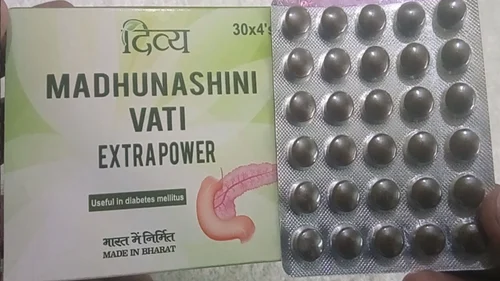 दिव्य
30x4's
MADHUNASHINI
VATI
EXTRAPOWER
Useful in diabetes mellitus
भारत में निर्मित
MADE IN BHARAT